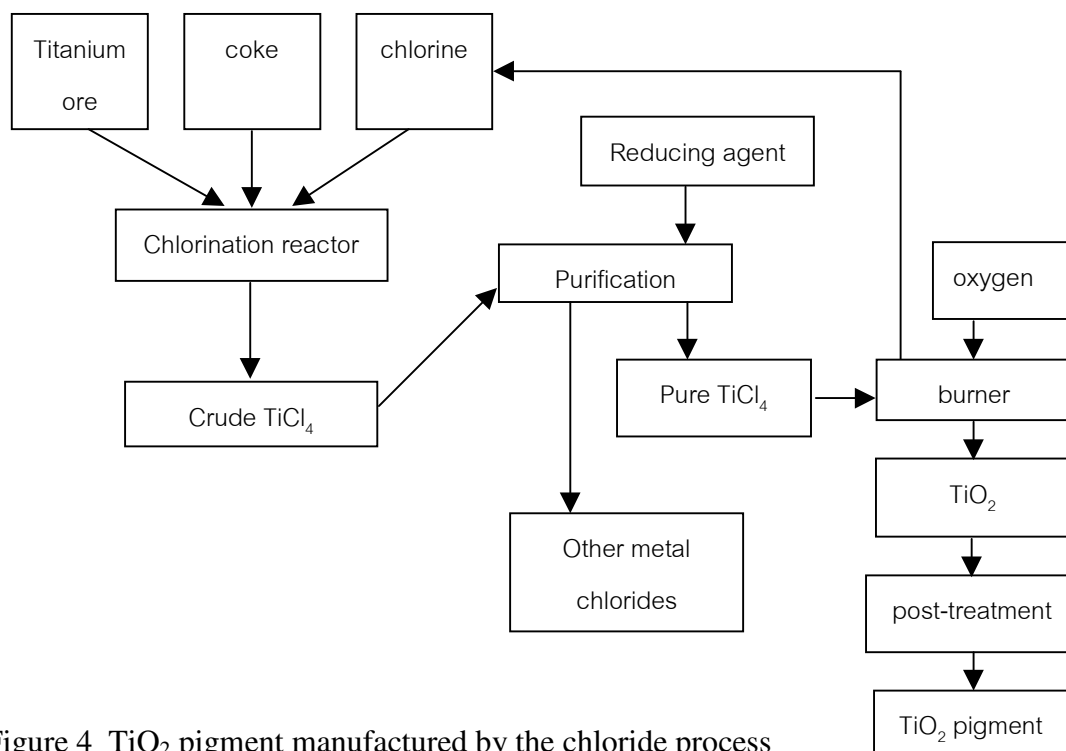 Titanium
ore
coke
chlorine
Reducing agent
Chlorination reactor
Purification
oxygen
Crude TiCl₄
Pure TiCl₄
burner
TiO₂
Other metal
chlorides
post-treatment
TiO₂ pigment
igure 4 TiO₂ pigment manufactured by the chloride process